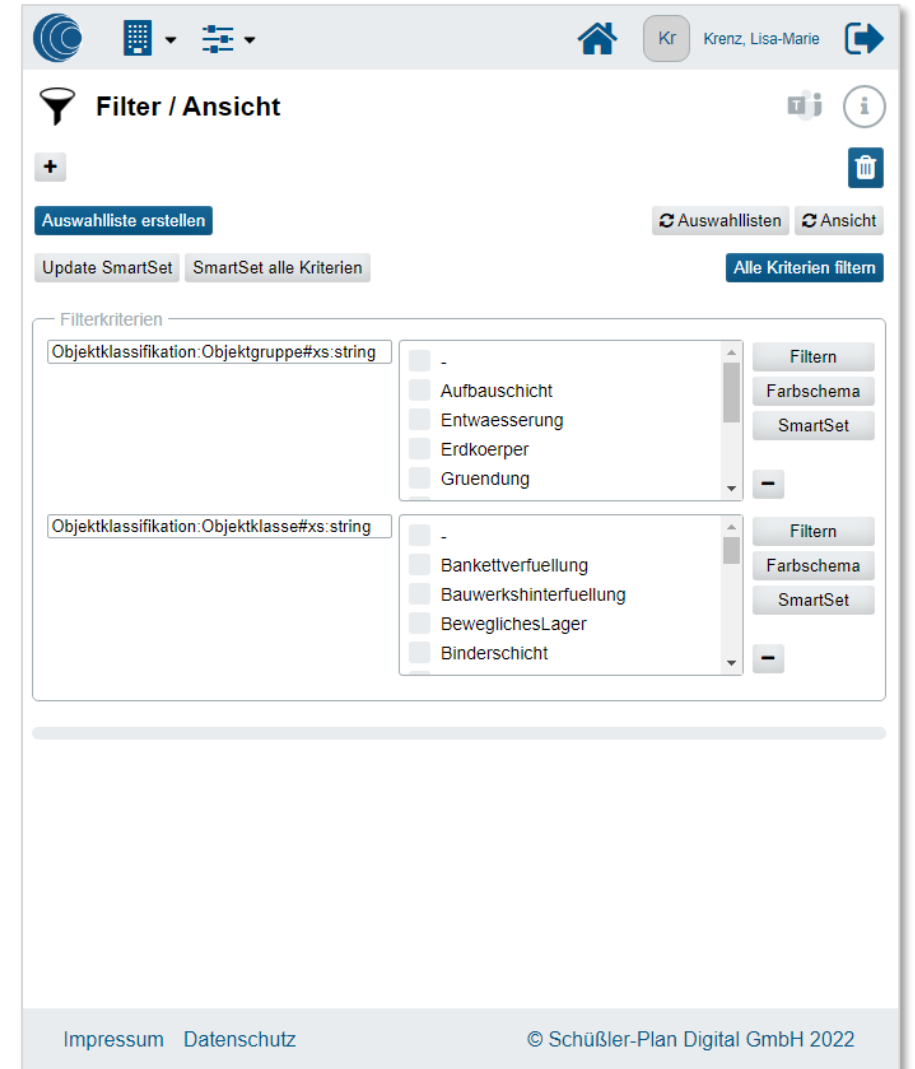 Kr Krenz, Lisa-Marie
Filter / Ansicht
+
Auswahlliste erstellen Auswahllisten Ansicht
Update SmartSet SmartSet alle Kriterien Alle Kriterien filtern
Filterkriterien
Objektklassifikation:Objektgruppe#xs:string
-
Aufbauschicht
Entwaesserung
Erdkoerper
Gruendung
Filtern
Farbschema
SmartSet
−
Objektklassifikation:Objektklasse#xs:string
-
Bankettverfuellung
Bauwerkshinterfuellung
BeweglichesLager
Binderschicht
Filtern
Farbschema
SmartSet
−
Impressum Datenschutz © Schüßler-Plan Digital GmbH 2022